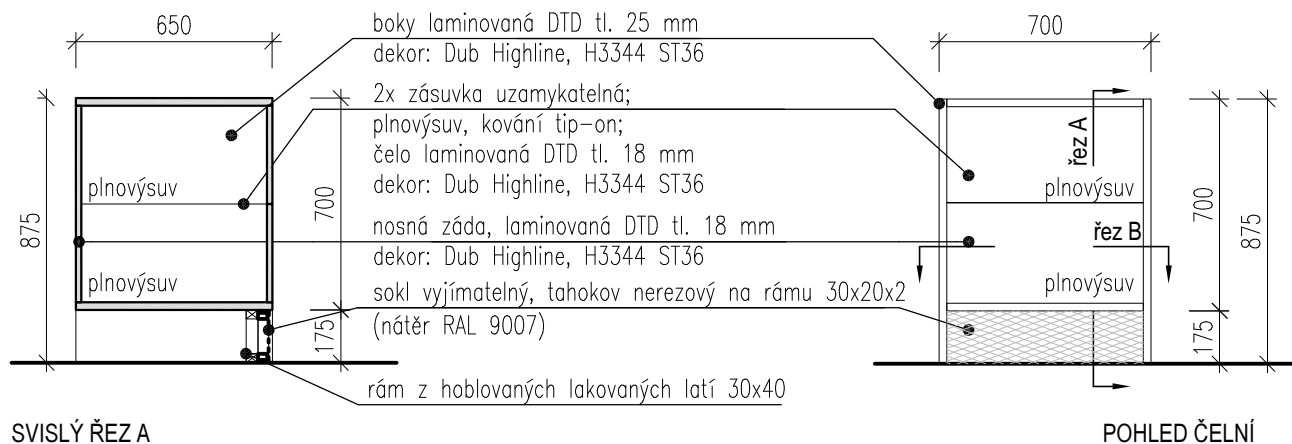 650
boky laminovaná DTD tl. 25 mm
dekor: Dub Highline, H3344 ST36
2x zásuvka uzamykatelná;
plnovýsuv, kování tip-on;
čelo laminovaná DTD tl. 18 mm
dekor: Dub Highline, H3344 ST36
nosná záda, laminovaná DTD tl. 18 mm
dekor: Dub Highline, H3344 ST36
sokl vyjímatelný, tahokov nerezový na rámu 30x20x2
(nátěr RAL 9007)
rám z hoblovaných lakovaných latí 30x40
875
plnovýsuv
plnovýsuv
700
175
SVISLÝ ŘEZ A
700
řez A
plnovýsuv
řez B
plnovýsuv
700
175
875
POHLED ČELNÍ